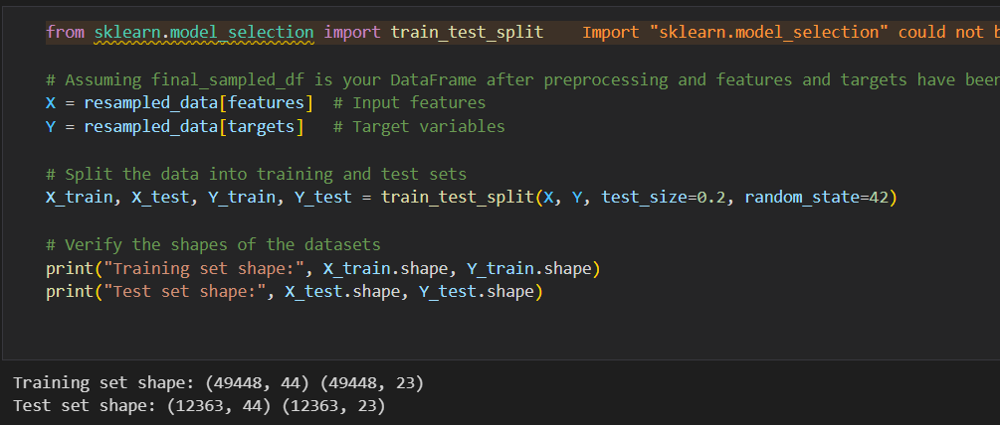 from sklearn.model_selection import train_test_split    Import "sklearn.model_selection" could not
# Assuming final_sampled_df is your DataFrame after preprocessing and features and targets have been
X = resampled_data[features]  # Input features
Y = resampled_data[targets]   # Target variables
# Split the data into training and test sets
X_train, X_test, Y_train, Y_test = train_test_split(X, Y, test_size=0.2, random_state=42)
# Verify the shapes of the datasets
print("Training set shape:", X_train.shape, Y_train.shape)
print("Test set shape:", X_test.shape, Y_test.shape)
Training set shape: (49448, 44) (49448, 23)
Test set shape: (12363, 44) (12363, 23)